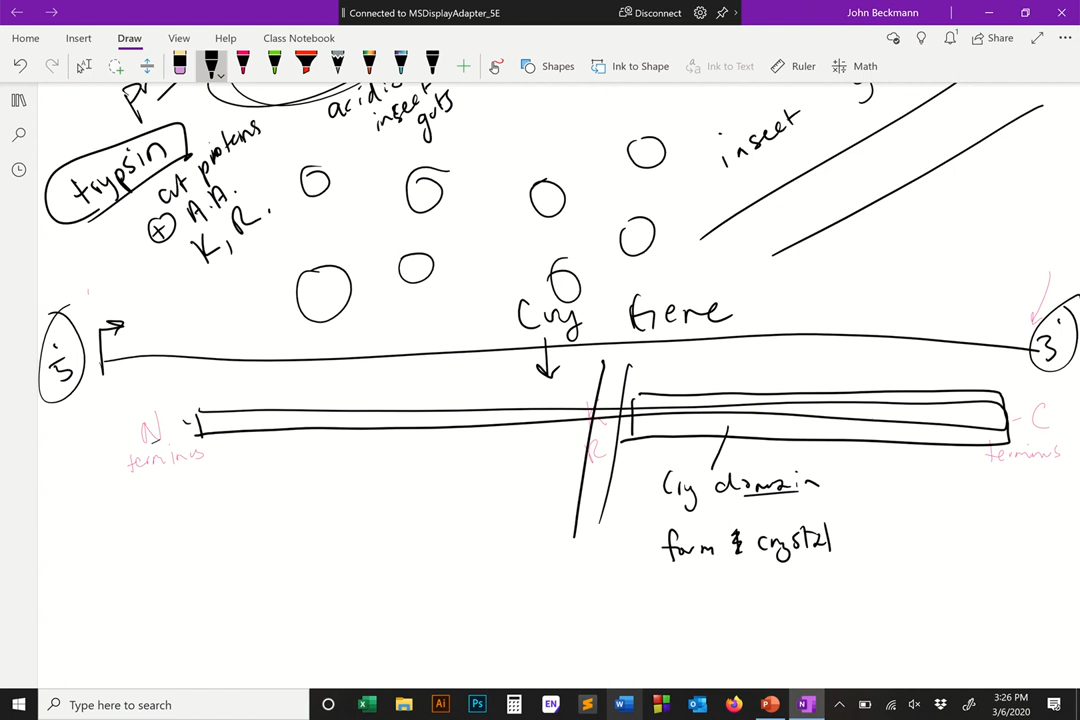 Connected to MSDisplayAdapter_5E
Disconnect
John Beckmann
Home Insert Draw View Help Class Notebook
Share
Shapes Ink to Shape Ink to Text Ruler Math
acidic
insect
guts
insect
trypsin
cut proteins
+ A.A.
K, R.
Cry Gene
5'
3'
N
terminus
K
R
C
terminus
Cry domain
form crystal
Type here to search
3:26 PM
3/6/2020